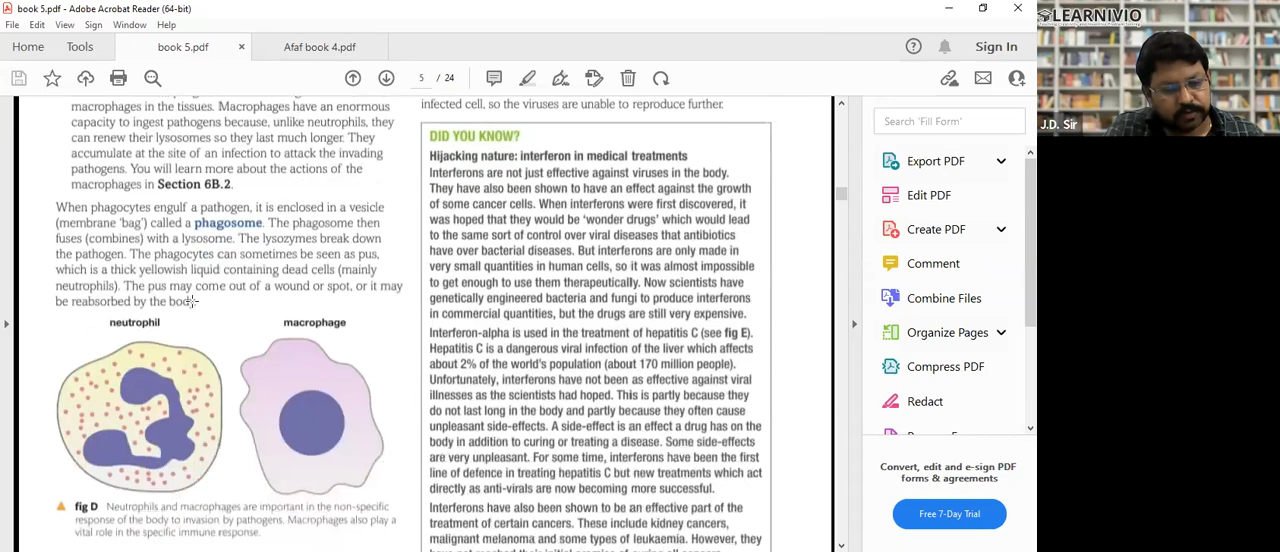 book 5.pdf - Adobe Acrobat Reader (64-bit)
File Edit View Sign Window Help
Home Tools book 5.pdf × Afaf book 4.pdf Sign In
5 / 24
macrophages in the tissues. Macrophages have an enormous
capacity to ingest pathogens because, unlike neutrophils, they
can renew their lysosomes so they last much longer. They
accumulate at the site of an infection to attack the invading
pathogens. You will learn more about the actions of the
macrophages in Section 6B.2.
When phagocytes engulf a pathogen, it is enclosed in a vesicle
(membrane ‘bag’) called a phagosome. The phagosome then
fuses (combines) with a lysosome. The lysozymes break down
the pathogen. The phagocytes can sometimes be seen as pus,
which is a thick yellowish liquid containing dead cells (mainly
neutrophils). The pus may come out of a wound or spot, or it may
be reabsorbed by the body
neutrophil macrophage
fig D Neutrophils and macrophages are important in the non-specific
response of the body to invasion by pathogens. Macrophages also play a
vital role in the specific immune response.
infected cell, so the viruses are unable to reproduce further.
DID YOU KNOW?
Hijacking nature: interferon in medical treatments
Interferons are not just effective against viruses in the body.
They have also been shown to have an effect against the growth
of some cancer cells. When interferons were first discovered, it
was hoped that they would be ‘wonder drugs’ which would lead
to the same sort of control over viral diseases that antibiotics
have over bacterial diseases. But interferons are only made in
very small quantities in human cells, so it was almost impossible
to get enough to use them therapeutically. Now scientists have
genetically engineered bacteria and fungi to produce interferons
in commercial quantities, but the drugs are still very expensive.
Interferon-alpha is used in the treatment of hepatitis C (see fig E).
Hepatitis C is a dangerous viral infection of the liver which affects
about 2% of the world’s population (about 170 million people).
Unfortunately, interferons have not been as effective against viral
illnesses as the scientists had hoped. This is partly because they
do not last long in the body and partly because they often cause
unpleasant side-effects. A side-effect is an effect a drug has on the
body in addition to curing or treating a disease. Some side-effects
are very unpleasant. For some time, interferons have been the first
line of defence in treating hepatitis C but new treatments which act
directly as anti-virals are now becoming more successful.
Interferons have also been shown to be an effective part of the
treatment of certain cancers. These include kidney cancers,
malignant melanoma and some types of leukaemia. However, they
Search 'Fill Form'
Export PDF
Edit PDF
Create PDF
Comment
Combine Files
Organize Pages
Compress PDF
Redact
Convert, edit and e-sign PDF
forms & agreements
Free 7-Day Trial
LEARNIVIO
J.D. Sir